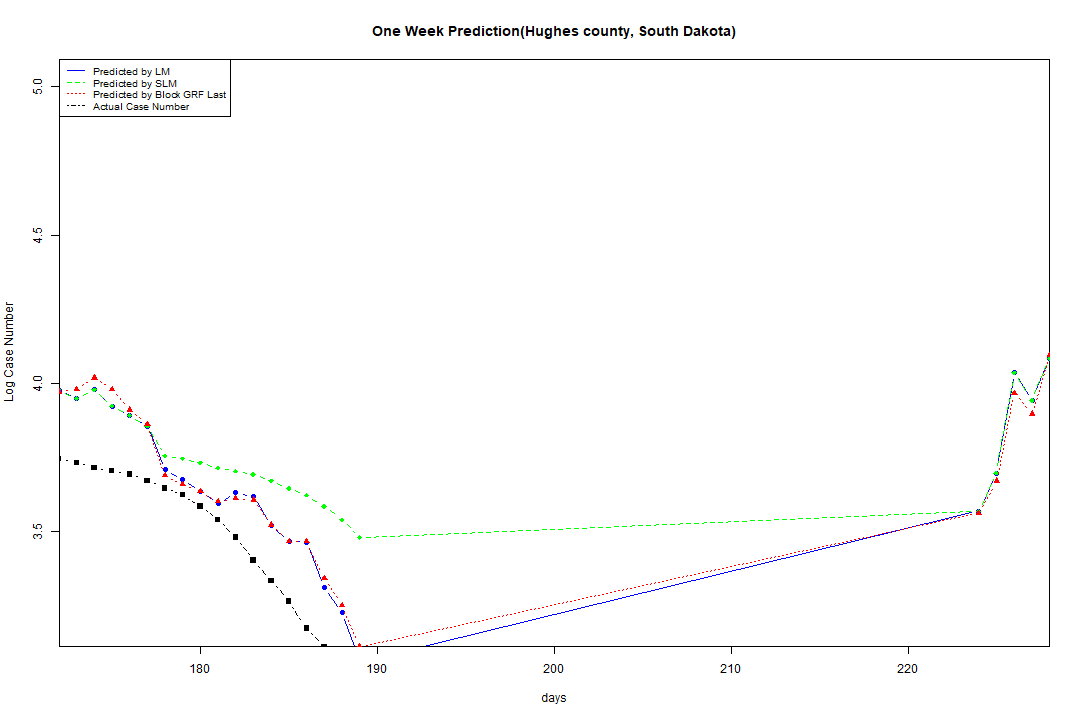 One Week Prediction(Hughes county, South Dakota)
Predicted by LM
Predicted by SLM
Predicted by Block GRF Last
Actual Case Number
5.0
4.5
4.0
3.5
Log Case Number
180 190 200 210 220
days